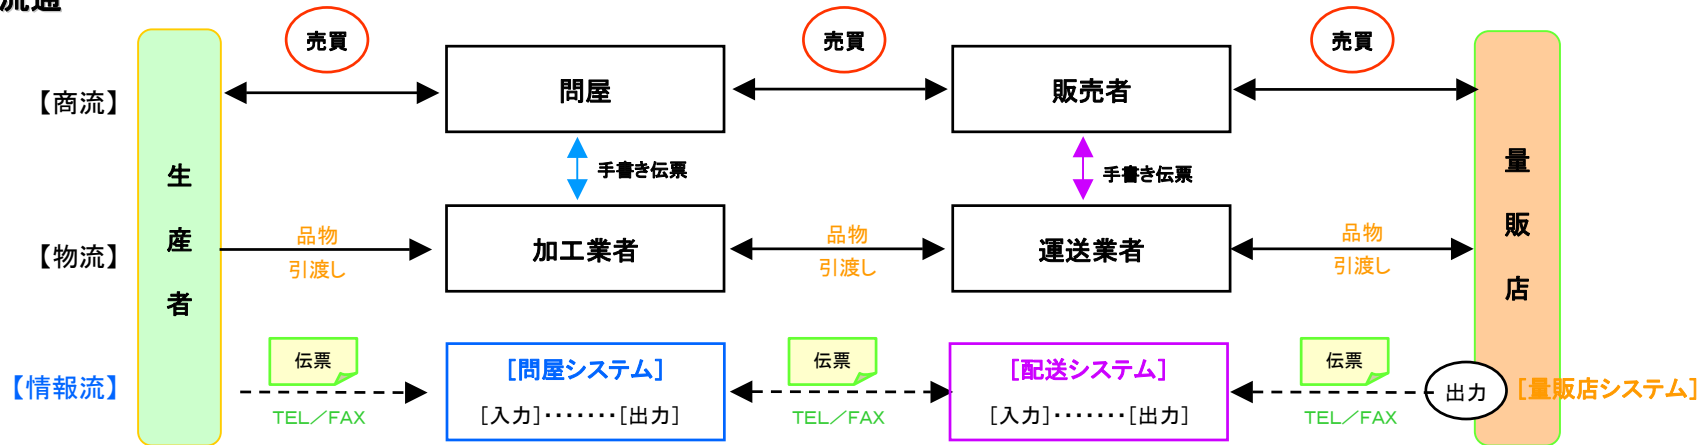 流通
売買
売買
売買
【商流】
問屋
販売者
手書き伝票
手書き伝票
生産者
量販店
【物流】
品物
引渡し
加工業者
品物
引渡し
運送業者
品物
引渡し
【情報流】
伝票
TEL／FAX
[問屋システム]
[入力]･･･････[出力]
伝票
TEL／FAX
[配送システム]
[入力]･･･････[出力]
伝票
TEL／FAX
出力
[量販店システム]